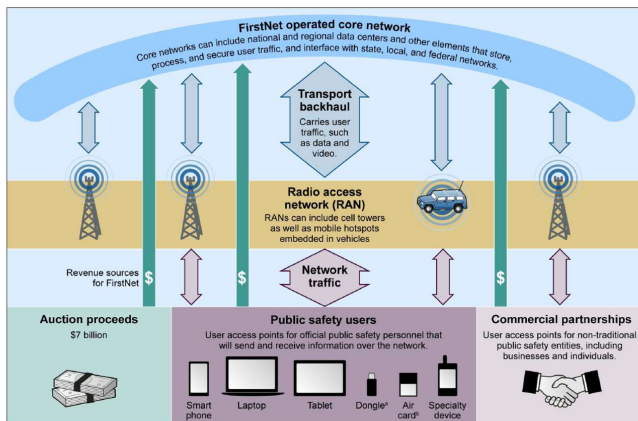 FirstNet operated core network
Core networks can include national and regional data centers and other elements that store,
process, and secure user traffic, and interface with state, local, and federal networks.
Transport
backhaul
Carries user
traffic, such
as data and
video.
Radio access
network (RAN)
RANs can include cell towers
as well as mobile hotspots
embedded in vehicles
Revenue sources
for FirstNet
$
$
$
Network
traffic
Auction proceeds
$7 billion
Public safety users
User access points for official public safety personnel that
will send and receive information over the network.
Smart
phone
Laptop
Tablet
Dongleᵃ
Air
cardᵇ
Specialty
device
Commercial partnerships
User access points for non-traditional
public safety entities, including
businesses and individuals.